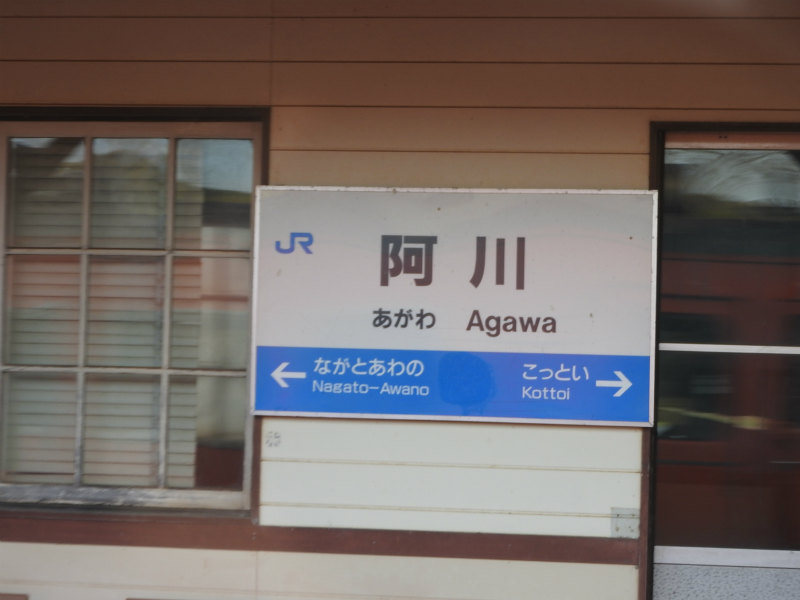 JR
阿川
あがわ Agawa
← ながとあわの
Nagato-Awano
こっとい →
Kottoi